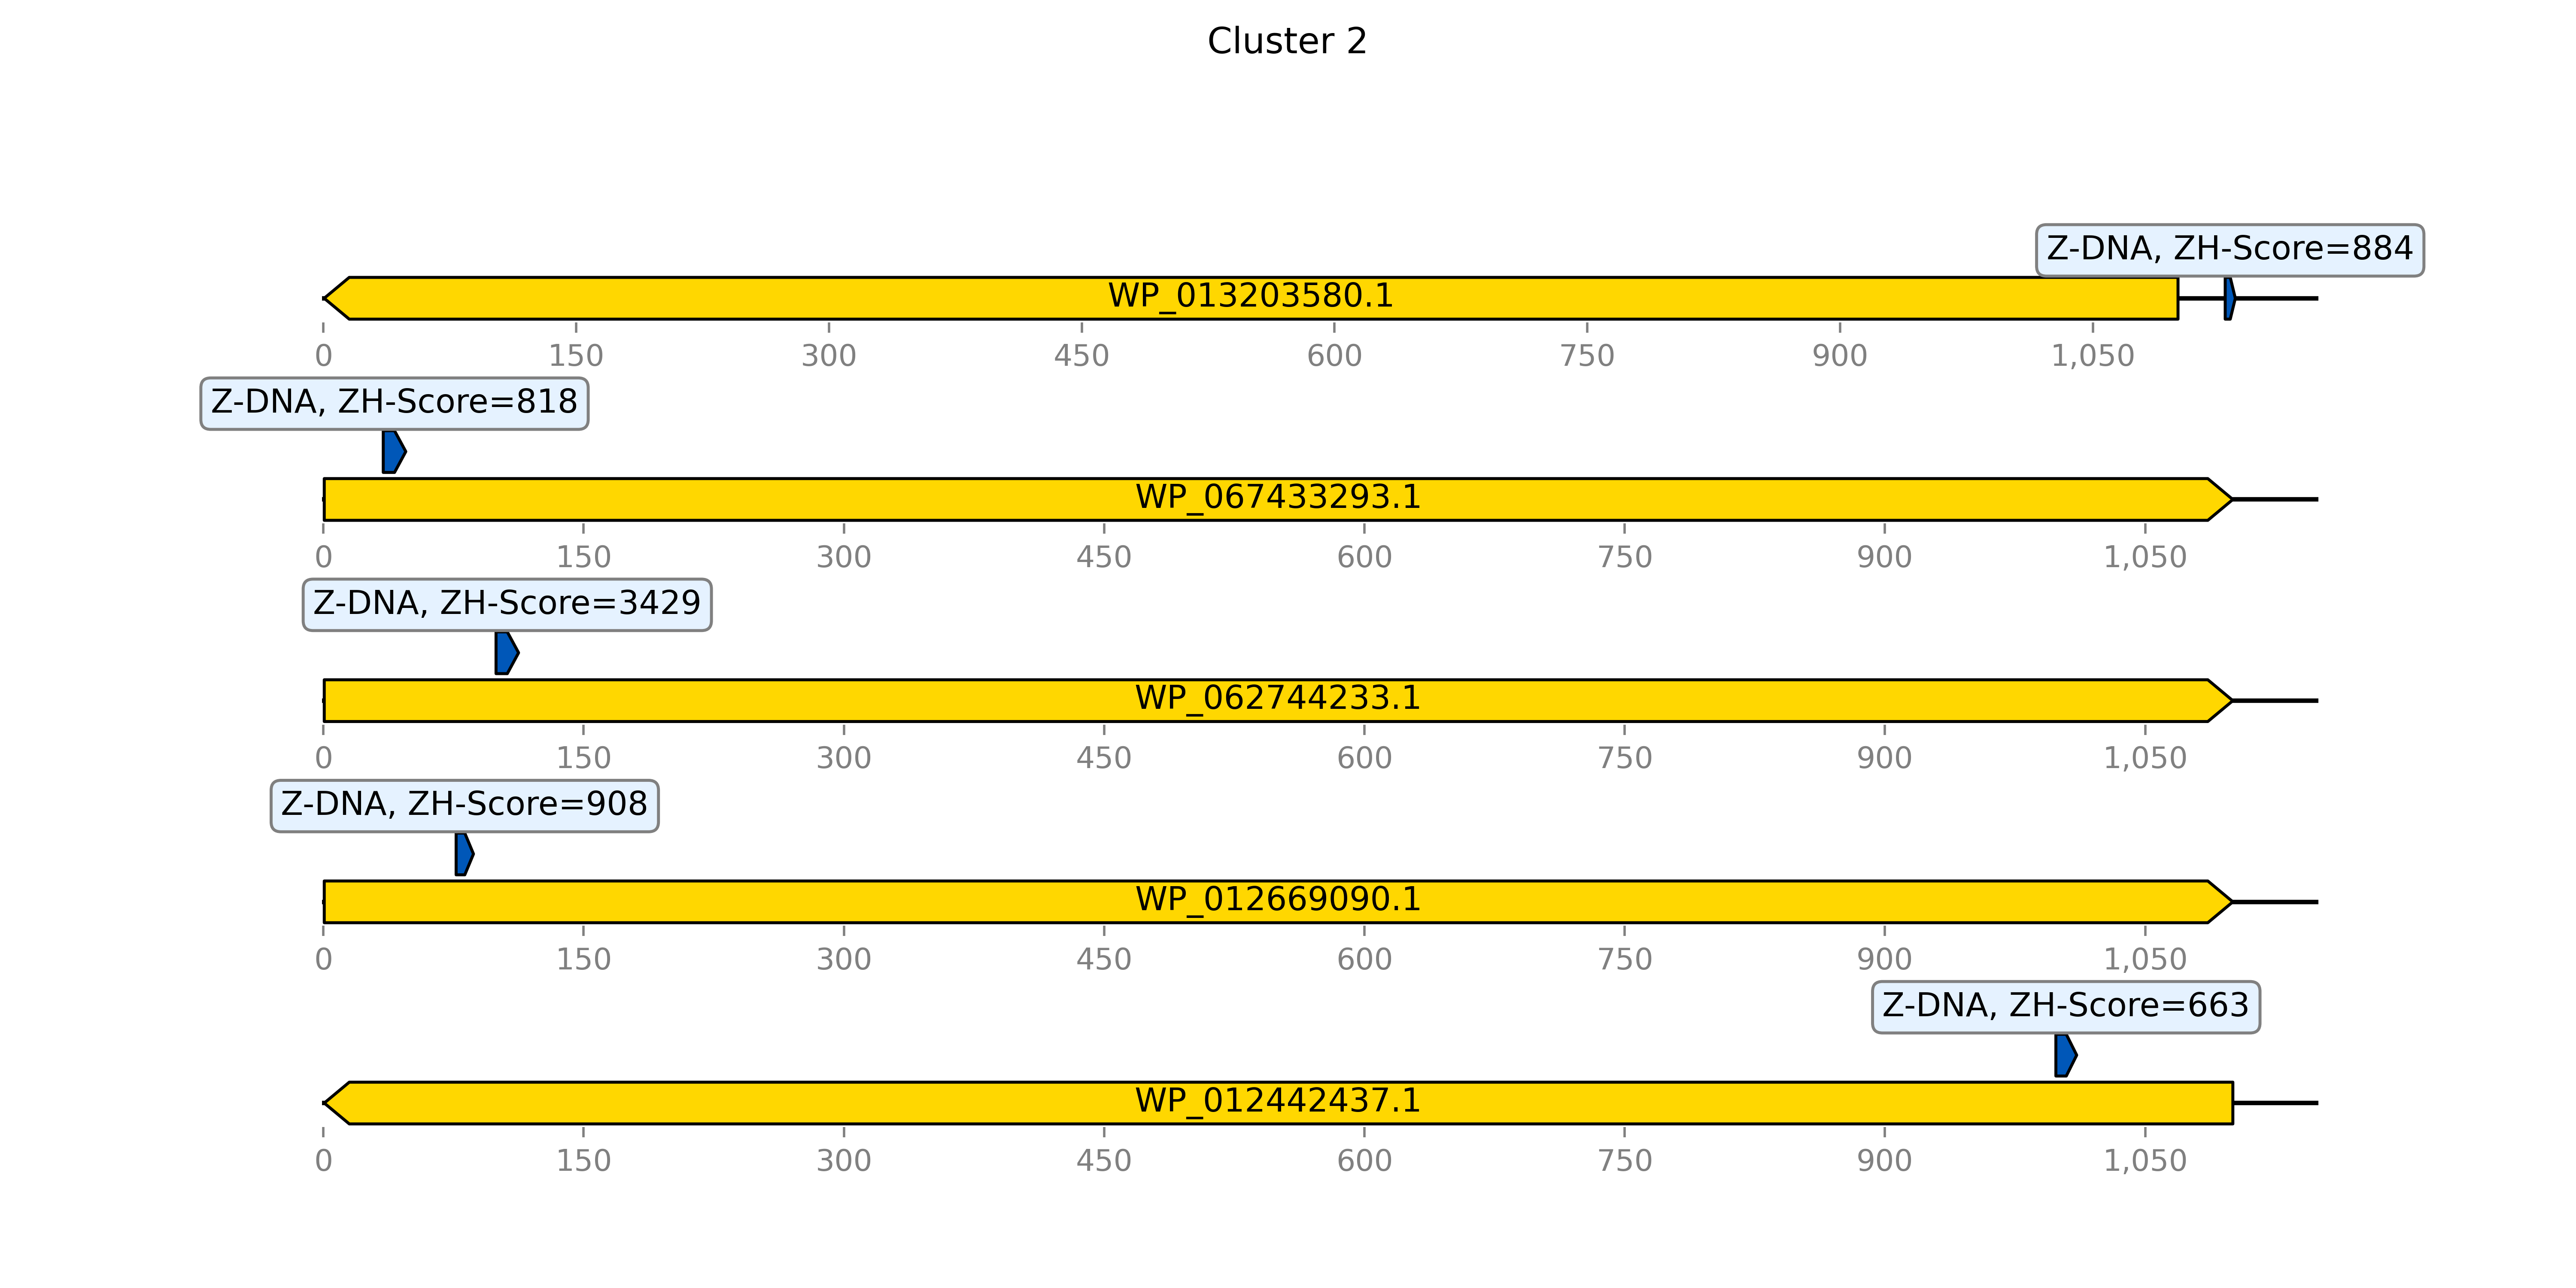 Cluster 2
Z-DNA, ZH-Score=884
WP_013203580.1
0 150 300 450 600 750 900 1,050
Z-DNA, ZH-Score=818
WP_067433293.1
0 150 300 450 600 750 900 1,050
Z-DNA, ZH-Score=3429
WP_062744233.1
0 150 300 450 600 750 900 1,050
Z-DNA, ZH-Score=908
WP_012669090.1
0 150 300 450 600 750 900 1,050
Z-DNA, ZH-Score=663
WP_012442437.1
0 150 300 450 600 750 900 1,050